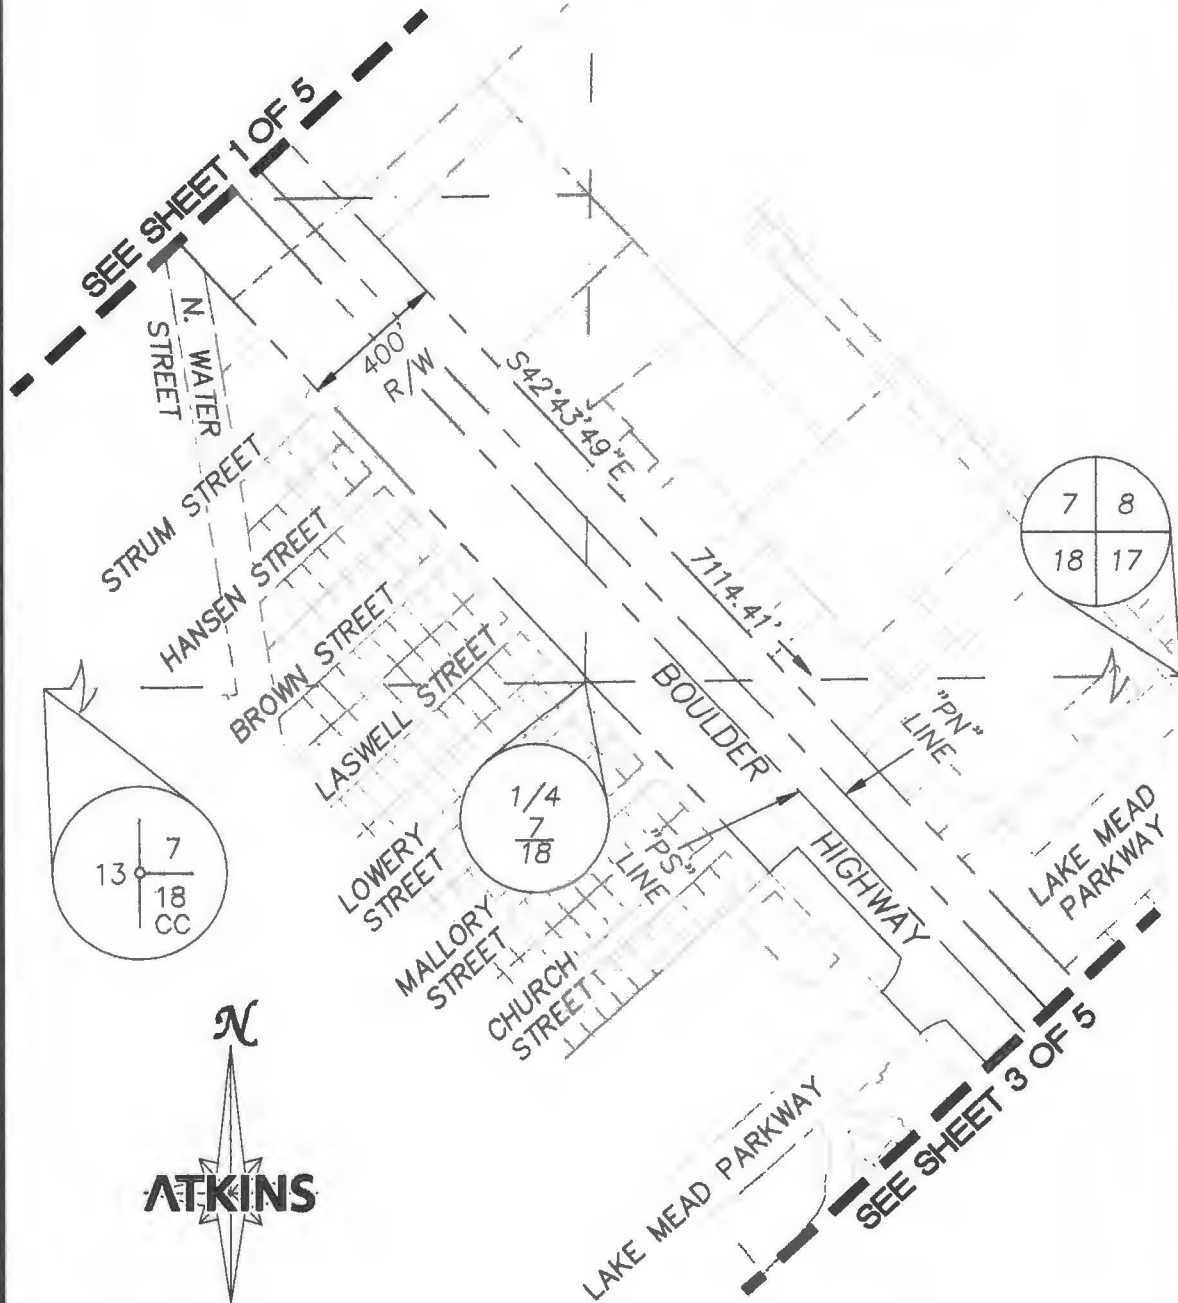 SEE SHEET 1 OF 5
N. WATER
STREET
400'
R/W
S42°43'49"E
7114.41'
STRUM STREET
HANSEN STREET
BROWN STREET
LASWELL STREET
LOWERY
STREET
MALLORY
STREET
CHURCH
STREET
7 8
18 17
BOULDER
HIGHWAY
"PN"
LINE
"PS"
LINE
1/4
7
18
7
13
18
CC
LAKE MEAD
PARKWAY
LAKE MEAD PARKWAY
SEE SHEET 3 OF 5
N
ATKINS